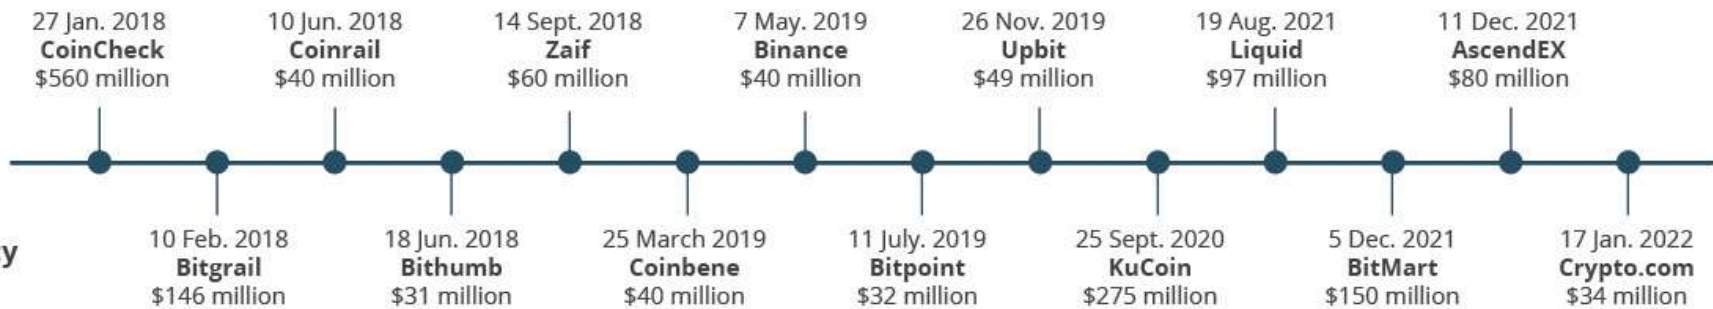 27 Jan. 2018
CoinCheck
$560 million
10 Jun. 2018
Coinrail
$40 million
14 Sept. 2018
Zaif
$60 million
7 May. 2019
Binance
$40 million
26 Nov. 2019
Upbit
$49 million
19 Aug. 2021
Liquid
$97 million
11 Dec. 2021
AscendEX
$80 million
y
10 Feb. 2018
Bitgrail
$146 million
18 Jun. 2018
Bithumb
$31 million
25 March 2019
Coinbene
$40 million
11 July. 2019
Bitpoint
$32 million
25 Sept. 2020
KuCoin
$275 million
5 Dec. 2021
BitMart
$150 million
17 Jan. 2022
Crypto.com
$34 million